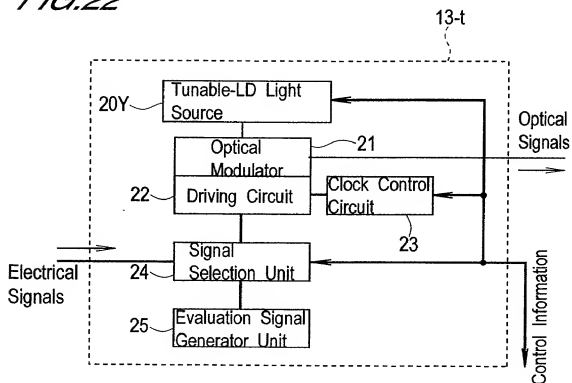 FIG.22
13-t
20Y
Tunable-LD Light
Source
21
Optical
Modulator
Optical
Signals
22
Driving Circuit
Clock Control
Circuit
23
Electrical
Signals
24
Signal
Selection Unit
25
Evaluation Signal
Generator Unit
Control Information